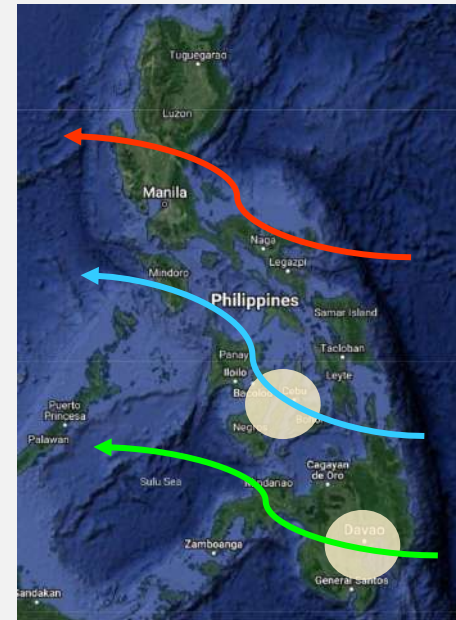 Tuguegarao
Luzon
Manila
Naga
Legazpi
Mindoro
Philippines
Samar Island
Tacloban
Panay
Iloilo
Leyte
Bacolod
Cebu
Bohol
Puerto
Princesa
Negros
Palawan
Cagayan
de Oro
Sulu Sea
Mindanao
Davao
Zamboanga
General Santos
Sandakan